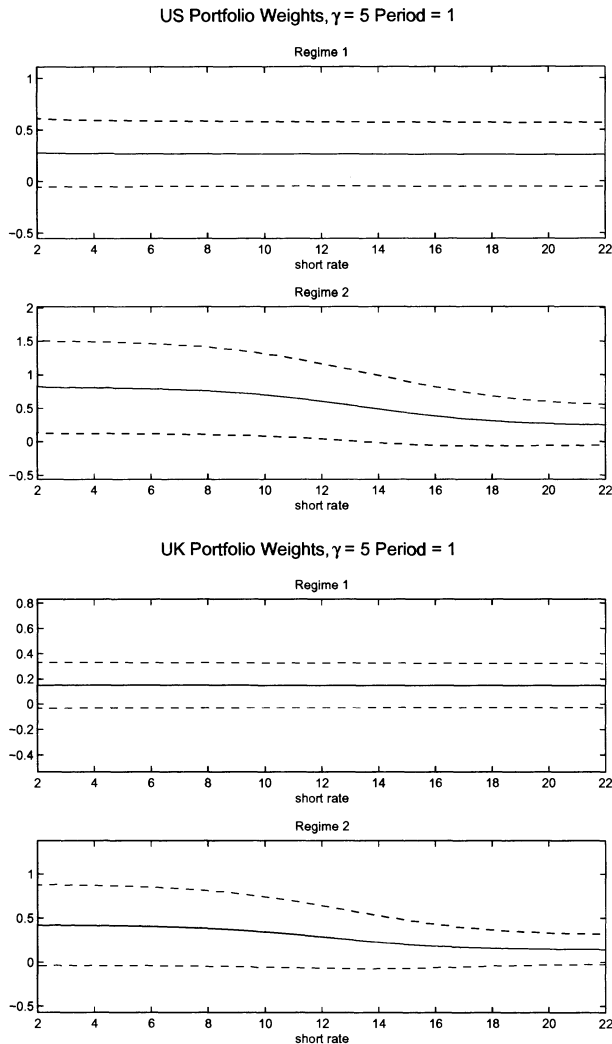 US Portfolio Weights, γ = 5 Period = 1
Regime 1
1
0.5
0
−0.5
2 4 6 8 10 12 14 16 18 20 22
short rate
Regime 2
2
1.5
1
0.5
0
−0.5
2 4 6 8 10 12 14 16 18 20 22
short rate
UK Portfolio Weights, γ = 5 Period = 1
Regime 1
0.8
0.6
0.4
0.2
0
−0.2
−0.4
2 4 6 8 10 12 14 16 18 20 22
short rate
Regime 2
1
0.5
0
−0.5
2 4 6 8 10 12 14 16 18 20 22
short rate